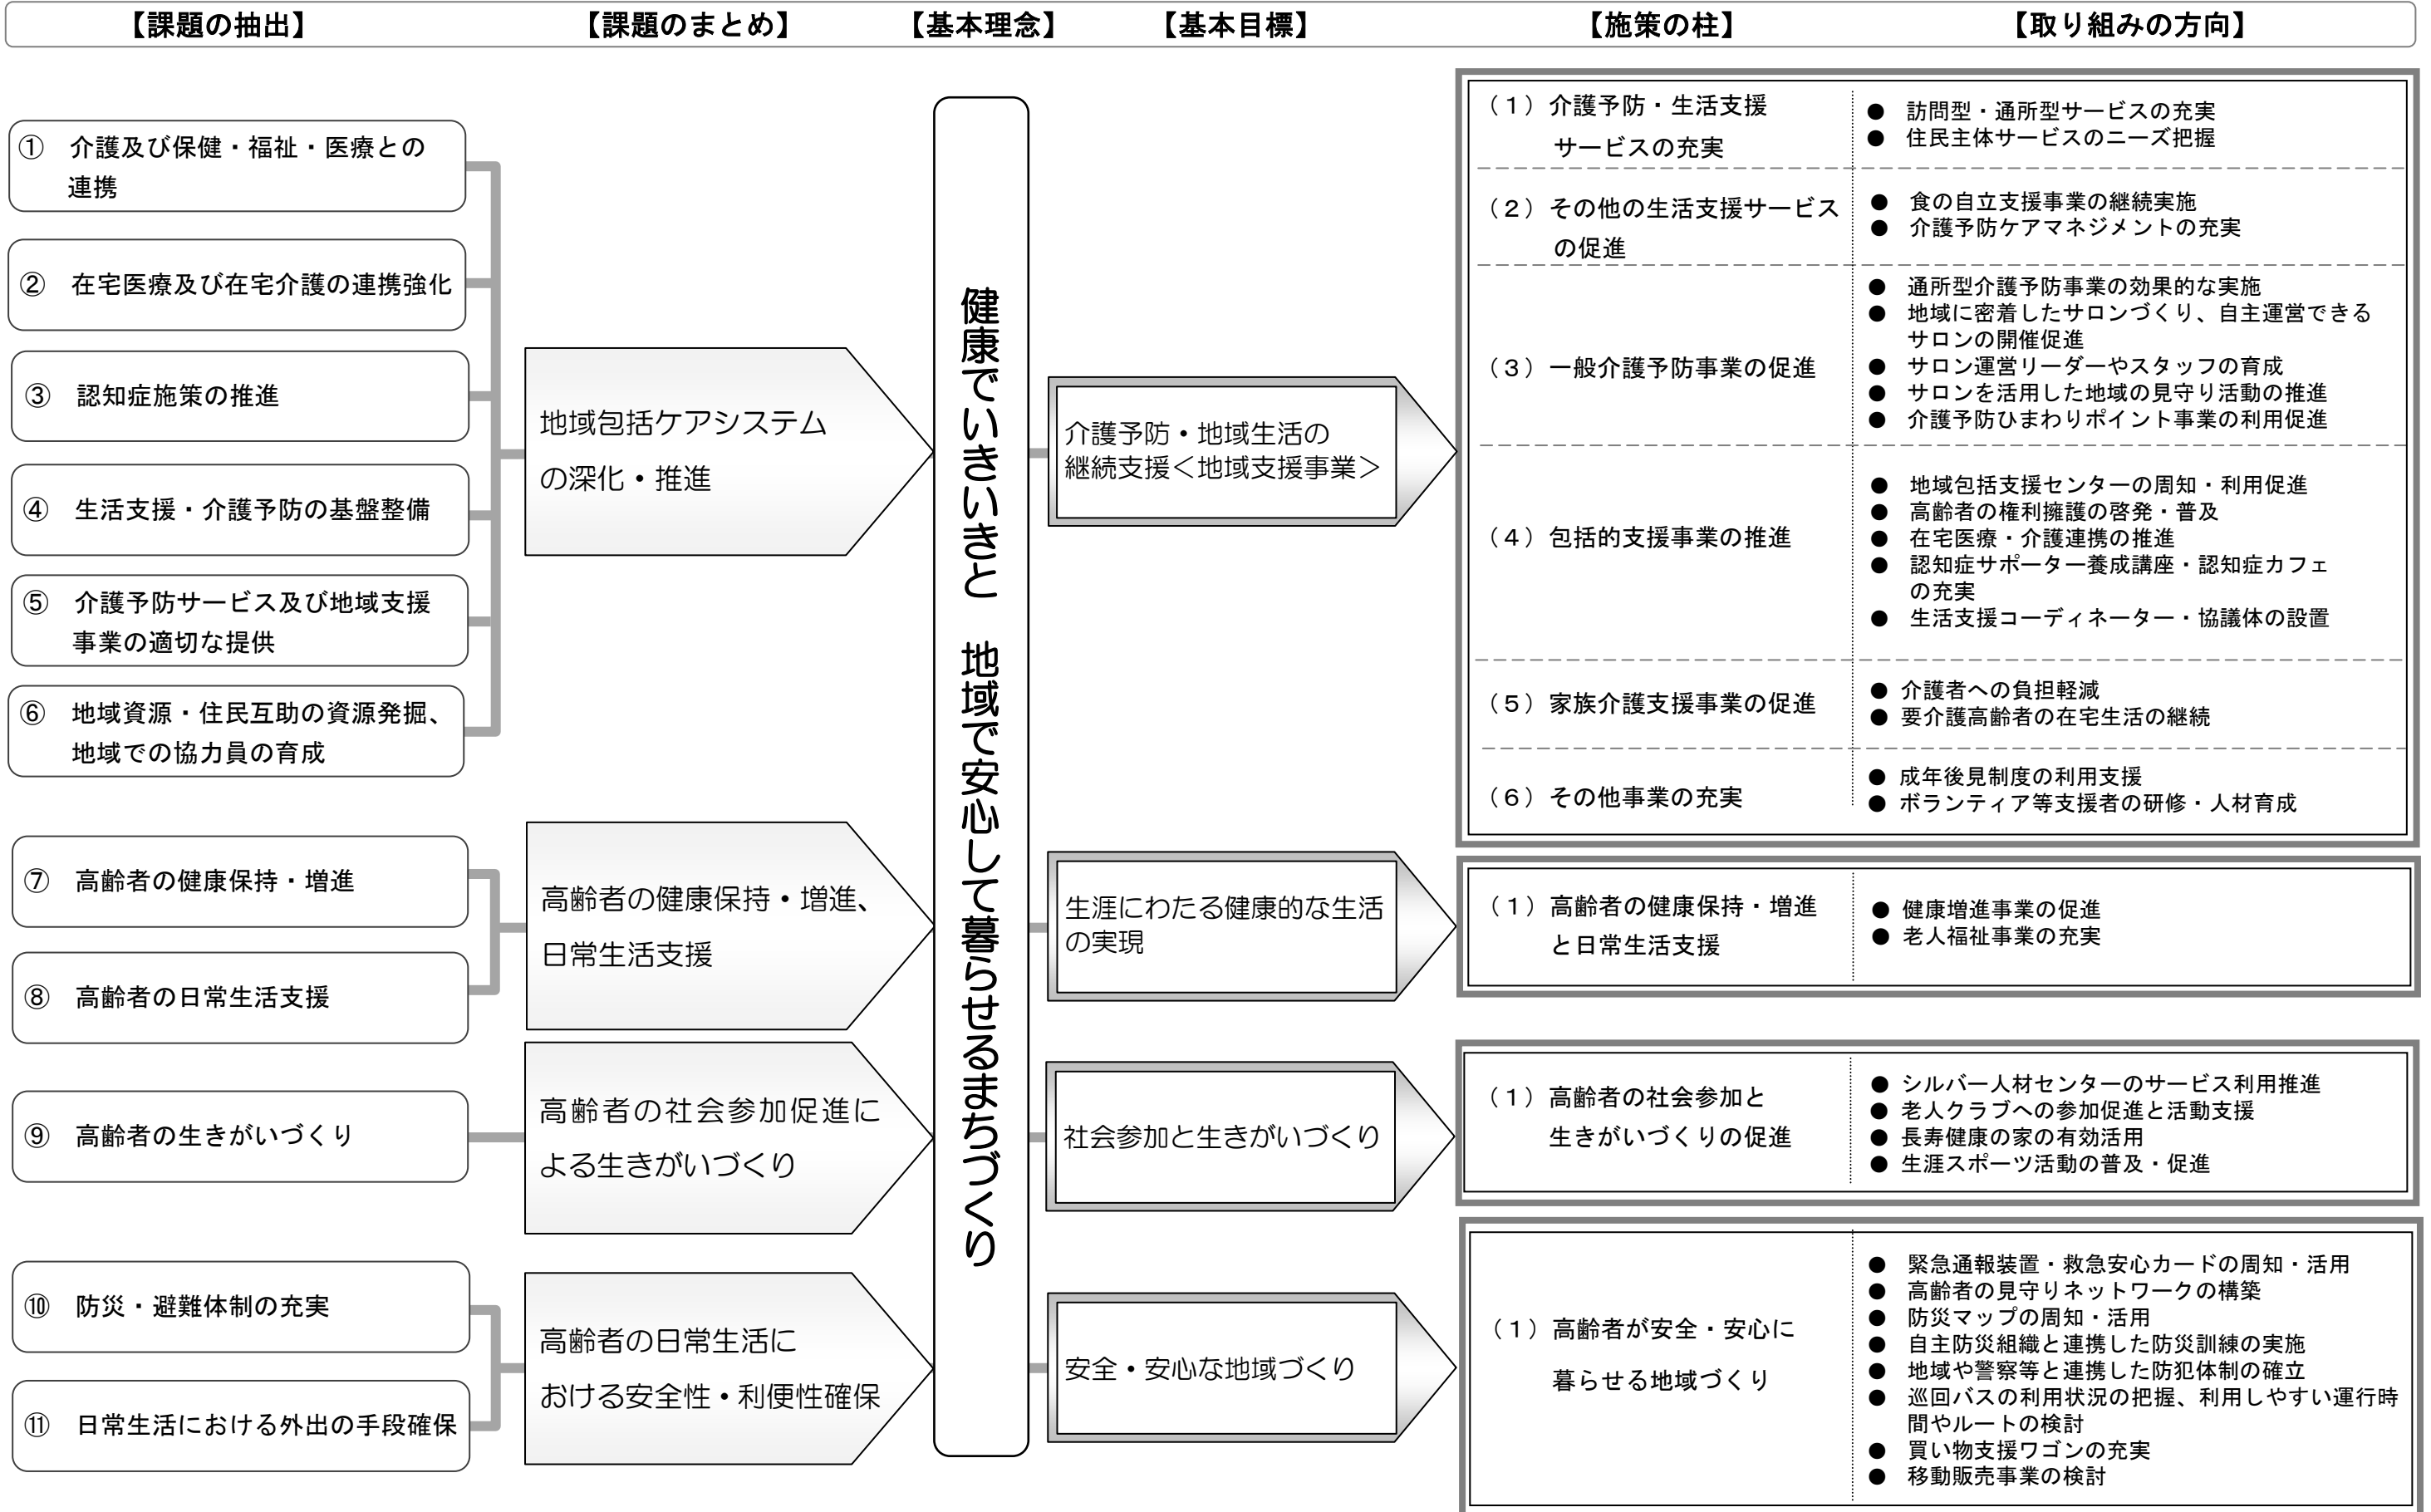 【課題の抽出】
【課題のまとめ】
【基本理念】
【基本目標】
【施策の柱】
【取り組みの方向】
① 介護及び保健・福祉・医療との
連携
② 在宅医療及び在宅介護の連携強化
③ 認知症施策の推進
④ 生活支援・介護予防の基盤整備
⑤ 介護予防サービス及び地域支援
事業の適切な提供
⑥ 地域資源・住民互助の資源発掘、
地域での協力員の育成
⑦ 高齢者の健康保持・増進
⑧ 高齢者の日常生活支援
⑨ 高齢者の生きがいづくり
⑩ 防災・避難体制の充実
⑪ 日常生活における外出の手段確保
地域包括ケアシステム
の深化・推進
高齢者の健康保持・増進、
日常生活支援
高齢者の社会参加促進に
よる生きがいづくり
高齢者の日常生活に
おける安全性・利便性確保
健康でいきいきと 地域で安心して暮らせるまちづくり
介護予防・地域生活の
継続支援＜地域支援事業＞
生涯にわたる健康的な生活
の実現
社会参加と生きがいづくり
安全・安心な地域づくり
（１）介護予防・生活支援
サービスの充実
● 訪問型・通所型サービスの充実
● 住民主体サービスのニーズ把握
（２）その他の生活支援サービス
の促進
● 食の自立支援事業の継続実施
● 介護予防ケアマネジメントの充実
（３）一般介護予防事業の促進
● 通所型介護予防事業の効果的な実施
● 地域に密着したサロンづくり、自主運営できる
サロンの開催促進
● サロン運営リーダーやスタッフの育成
● サロンを活用した地域の見守り活動の推進
● 介護予防ひまわりポイント事業の利用促進
（４）包括的支援事業の推進
● 地域包括支援センターの周知・利用促進
● 高齢者の権利擁護の啓発・普及
● 在宅医療・介護連携の推進
● 認知症サポーター養成講座・認知症カフェ
の充実
● 生活支援コーディネーター・協議体の設置
（５）家族介護支援事業の促進
● 介護者への負担軽減
● 要介護高齢者の在宅生活の継続
（６）その他事業の充実
● 成年後見制度の利用支援
● ボランティア等支援者の研修・人材育成
（１）高齢者の健康保持・増進
と日常生活支援
● 健康増進事業の促進
● 老人福祉事業の充実
（１）高齢者の社会参加と
生きがいづくりの促進
● シルバー人材センターのサービス利用推進
● 老人クラブへの参加促進と活動支援
● 長寿健康の家の有効活用
● 生涯スポーツ活動の普及・促進
（１）高齢者が安全・安心に
暮らせる地域づくり
● 緊急通報装置・救急安心カードの周知・活用
● 高齢者の見守りネットワークの構築
● 防災マップの周知・活用
● 自主防災組織と連携した防災訓練の実施
● 地域や警察等と連携した防犯体制の確立
● 巡回バスの利用状況の把握、利用しやすい運行時
間やルートの検討
● 買い物支援ワゴンの充実
● 移動販売事業の検討